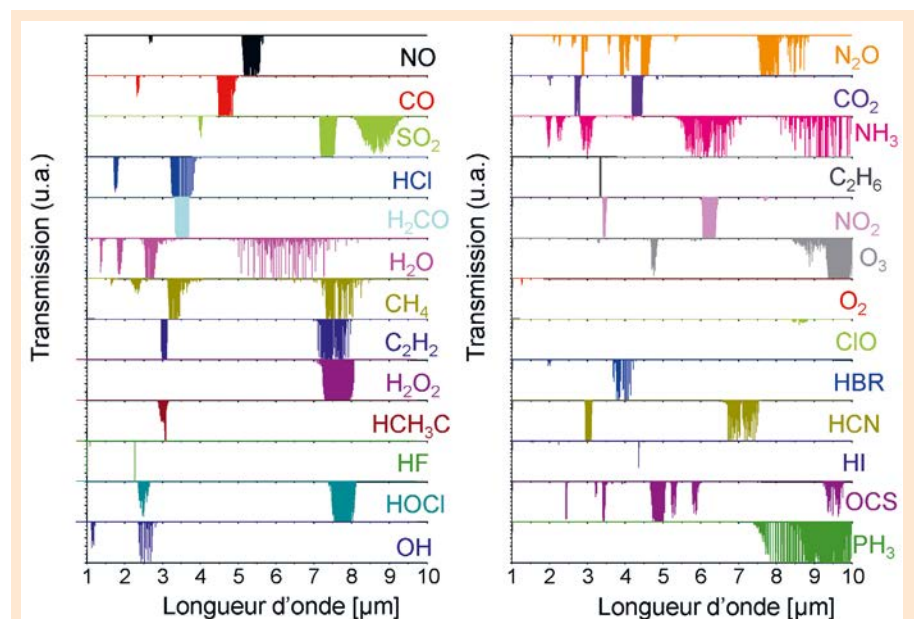 Transmission (u.a.)
NO
CO
SO₂
HCl
H₂CO
H₂O
CH₄
C₂H₂
H₂O₂
HCH₃C
HF
HOCl
OH
1 2 3 4 5 6 7 8 9 10
Longueur d'onde [µm]
Transmission (u.a.)
N₂O
CO₂
NH₃
C₂H₆
NO₂
O₃
O₂
ClO
HBR
HCN
HI
OCS
PH₃
1 2 3 4 5 6 7 8 9 10
Longueur d'onde [µm]